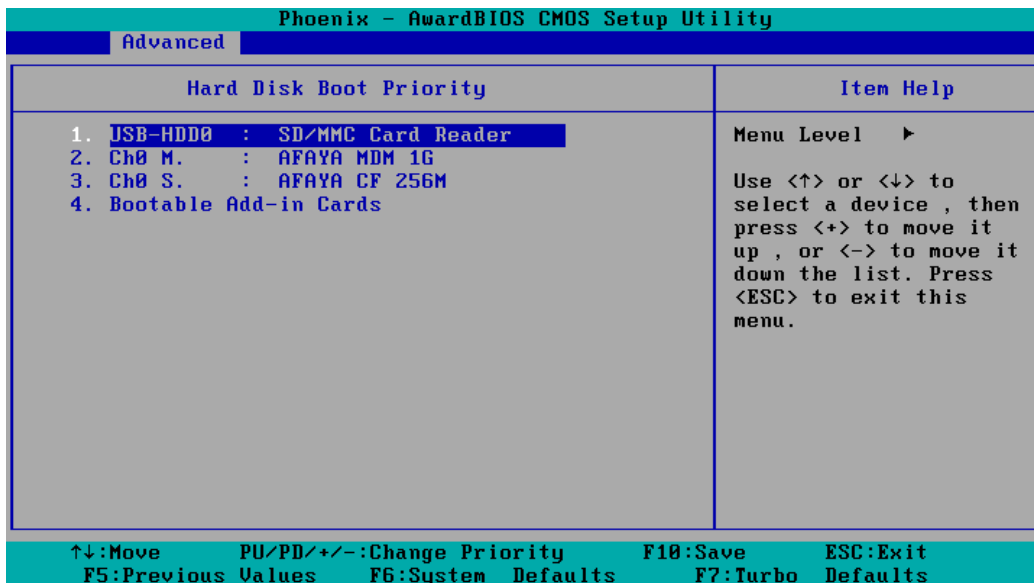 Phoenix - AwardBIOS CMOS Setup Utility
Advanced
Hard Disk Boot Priority
1. USB-HDD0 : SD/MMC Card Reader
2. Ch0 M. : AFAYA MDM 1G
3. Ch0 S. : AFAYA CF 256M
4. Bootable Add-in Cards
Item Help
Menu Level ▶
Use <↑> or <↓> to
select a device , then
press <+> to move it
up , or <-> to move it
down the list. Press
<ESC> to exit this
menu.
↑↓:Move PU/PD/+/-:Change Priority F10:Save ESC:Exit
F5:Previous Values F6:System Defaults F7:Turbo Defaults